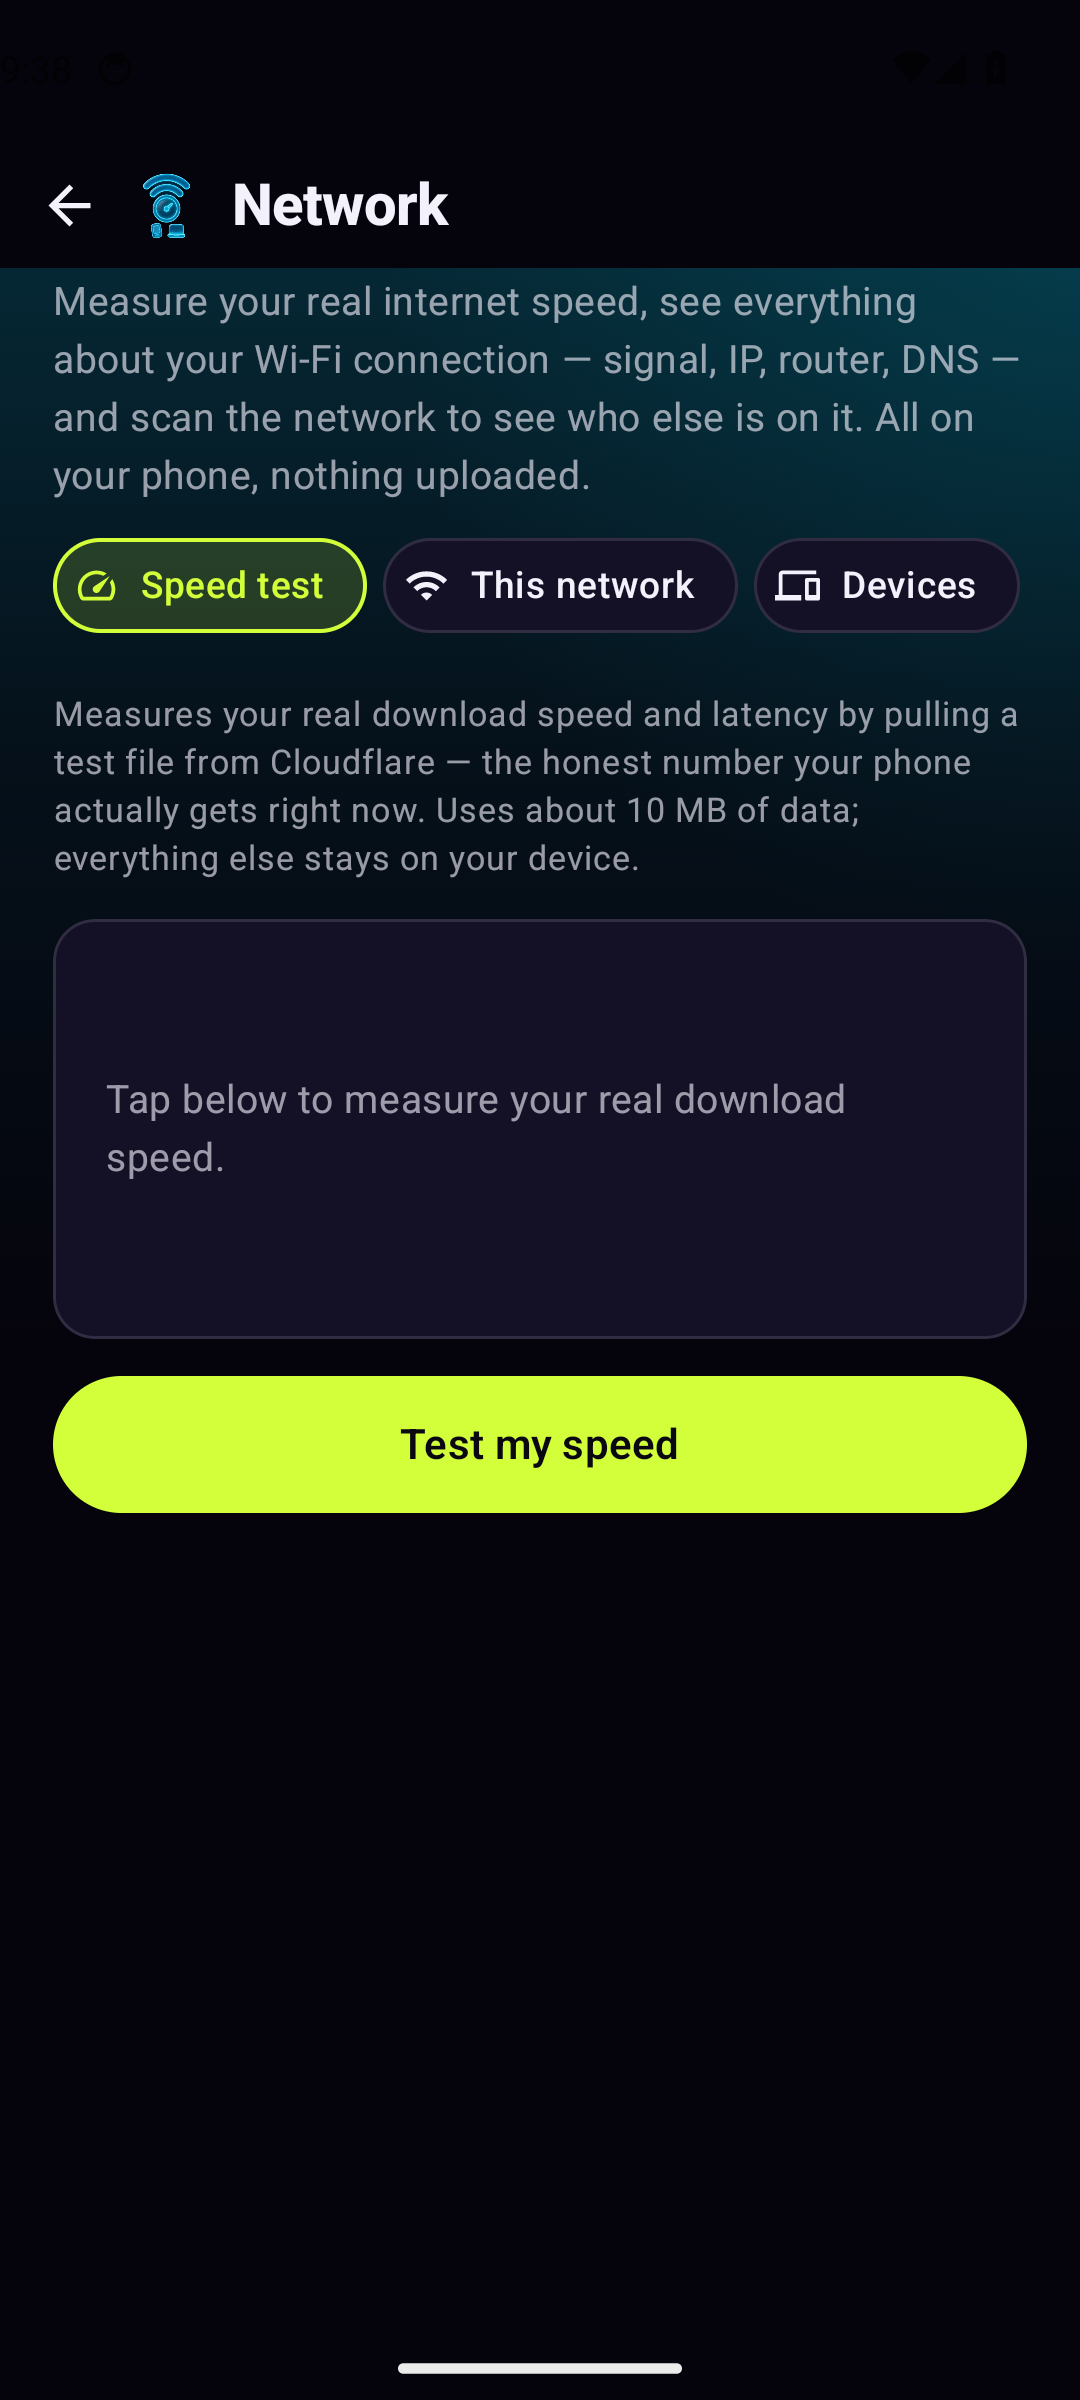 9:38
Network
Measure your real internet speed, see everything
about your Wi-Fi connection — signal, IP, router, DNS —
and scan the network to see who else is on it. All on
your phone, nothing uploaded.
Speed test
This network
Devices
Measures your real download speed and latency by pulling a
test file from Cloudflare — the honest number your phone
actually gets right now. Uses about 10 MB of data;
everything else stays on your device.
Tap below to measure your real download
speed.
Test my speed